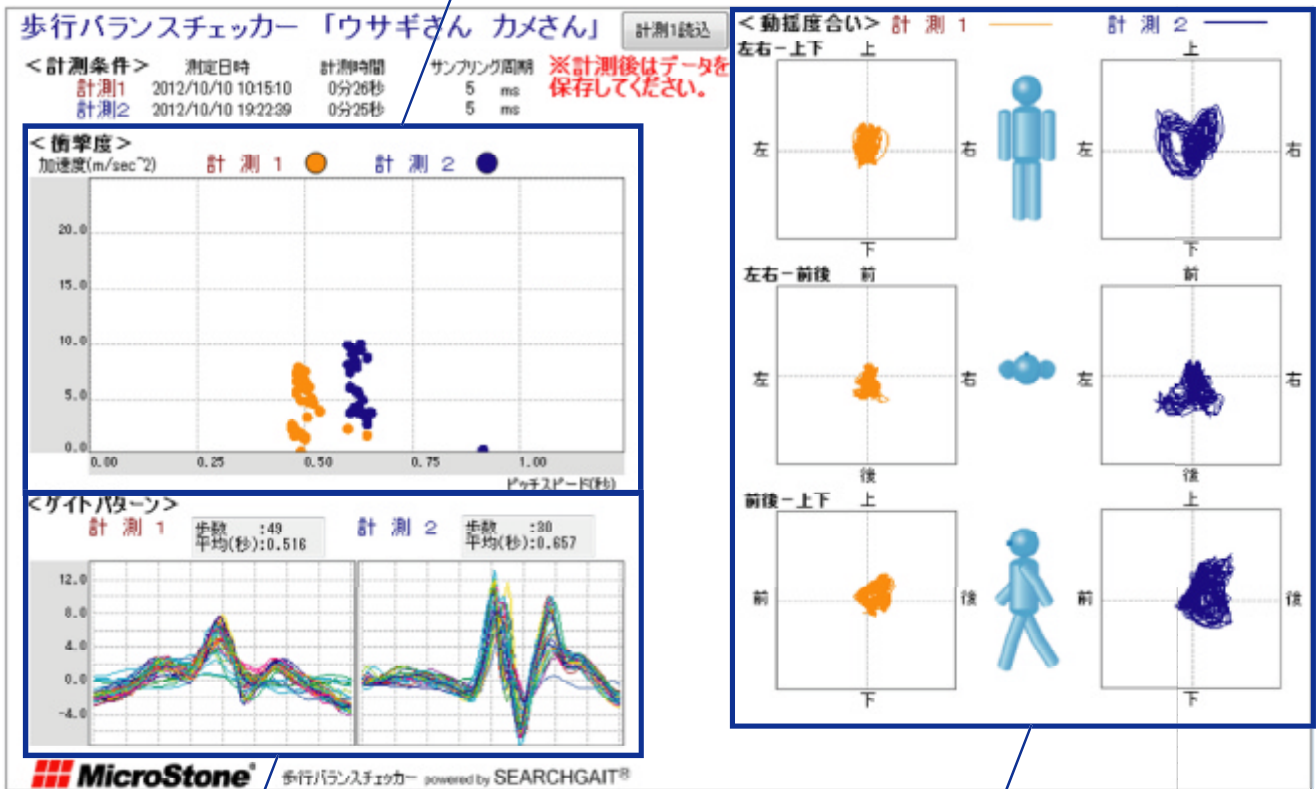 歩行バランスチェッカー 「ウサギさん カメさん」 計測1読込
<計測条件> 測定日時 計測時間 サンプリング周期 ※計測後はデータを
計測1 2012/10/10 10:15:10 0分26秒 5 ms 保存してください。
計測2 2012/10/10 19:22:39 0分25秒 5 ms
<衝撃度>
加速度(m/sec^2) 計 測 1 計 測 2
20.0
15.0
10.0
5.0
0.0
0.00 0.25 0.50 0.75 1.00
ピッチスピード(秒)
<ゲイトパターン>
計 測 1 歩数 :49 計 測 2 歩数 :38
平均(秒):0.516 平均(秒):0.657
12.0
8.0
4.0
0.0
-4.0
MicroStone® 歩行バランスチェッカー powered by SEARCHGAIT®
<動揺度合い> 計 測 1 計 測 2
左右-上下 上 上
左 右 左 右
下 下
左右-前後 前 前
左 右 左 右
後 後
前後-上下 上 上
前 後 前 後
下 下